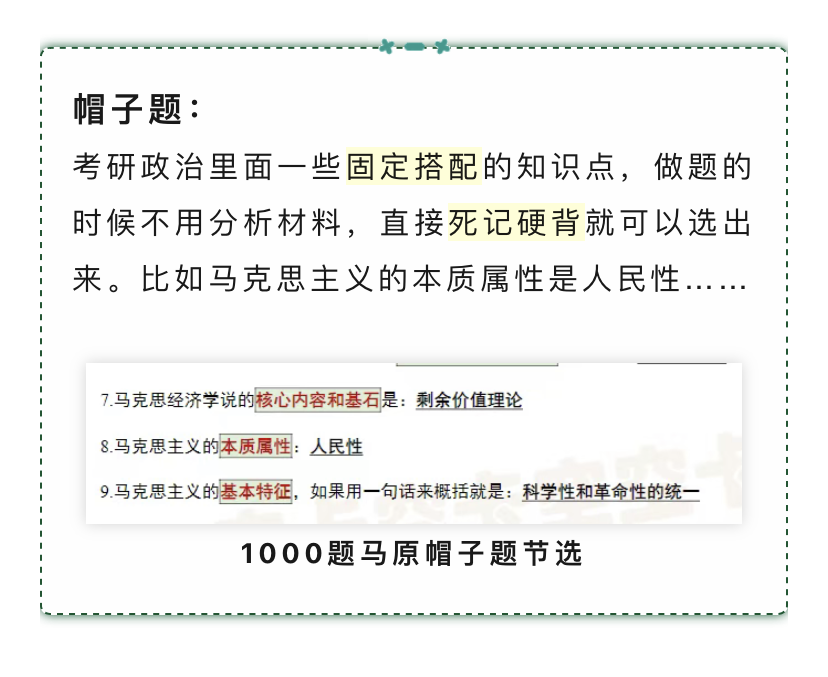 帽子题：
考研政治里面一些固定搭配的知识点，做题的
时候不用分析材料，直接死记硬背就可以选出
来。比如马克思主义的本质属性是人民性……
7.马克思经济学说的核心内容和基石是：剩余价值理论
8.马克思主义的本质属性：人民性
9.马克思主义的基本特征，如果用一句话来概括就是：科学性和革命性的统一
1000题马原帽子题节选